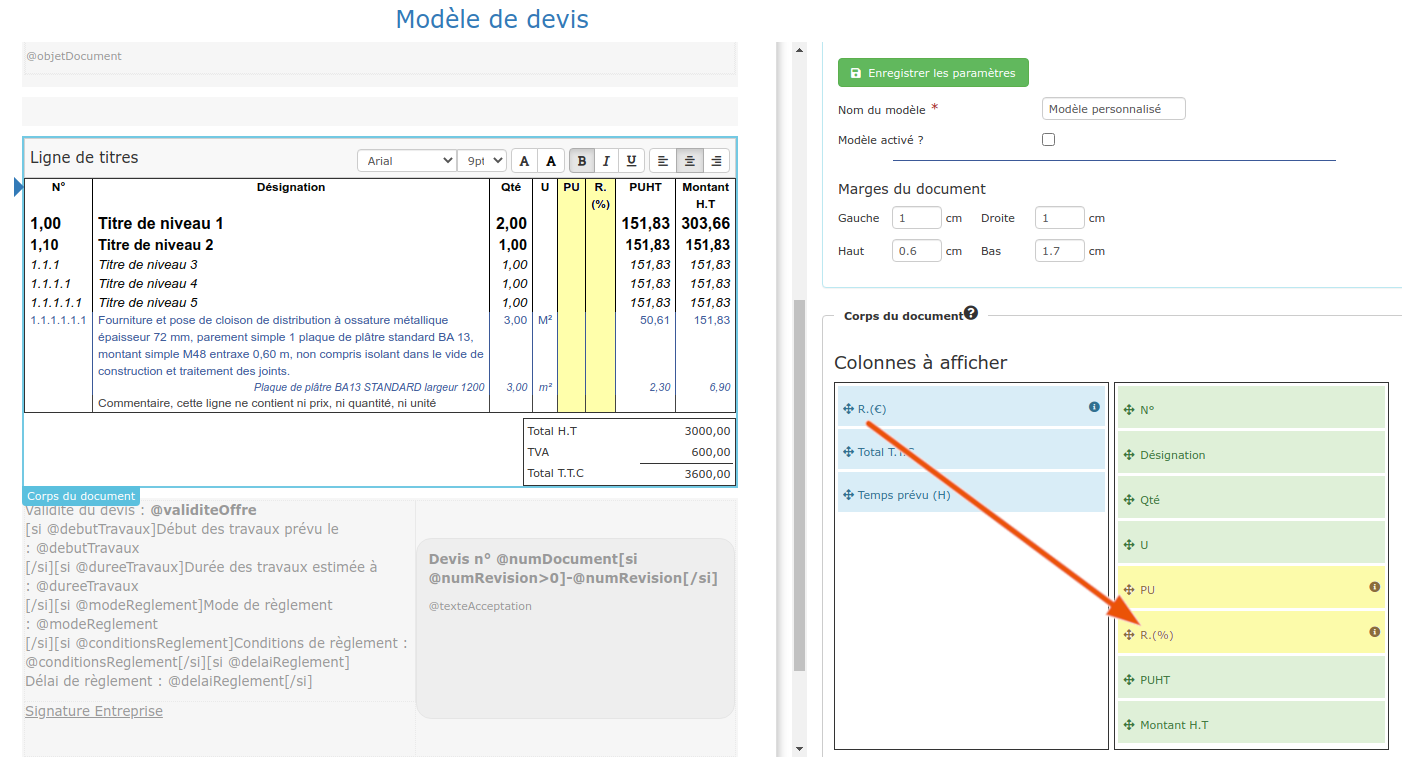 Modèle de devis
@objetDocument
Ligne de titres
Arial
9pt
A
A
B
I
U
N° Désignation Qté U PU R. PUHT Montant
(%) H.T
1,00 Titre de niveau 1 2,00 151,83 303,66
1,10 Titre de niveau 2 1,00 151,83 151,83
1.1.1 Titre de niveau 3 1,00 151,83 151,83
1.1.1.1 Titre de niveau 4 1,00 151,83 151,83
1.1.1.1.1 Titre de niveau 5 1,00 151,83 151,83
1.1.1.1.1.1 Fourniture et pose de cloison de distribution à ossature métallique 3,00 M² 50,61 151,83
épaisseur 72 mm, parement simple 1 plaque de plâtre standard BA 13,
montant simple M48 entraxe 0,60 m, non compris isolant dans le vide de
construction et traitement des joints.
Plaque de plâtre BA13 STANDARD largeur 1200 3,00 m² 2,30 6,90
Commentaire, cette ligne ne contient ni prix, ni quantité, ni unité
Total H.T 3000,00
TVA 600,00
Total T.T.C 3600,00
Corps du document
Validité du devis : @validiteOffre
[si @debutTravaux]Début des travaux prévu le
: @debutTravaux
[/si][si @dureeTravaux]Durée des travaux estimée à
: @dureeTravaux
[/si][si @modeReglement]Mode de règlement
: @modeReglement
[/si][si @conditionsReglement]Conditions de règlement :
@conditionsReglement[/si][si @delaiReglement]
Délai de règlement : @delaiReglement[/si]
Signature Entreprise
Devis n° @numDocument[si
@numRevision>0]-@numRevision[/si]
@texteAcceptation
Enregistrer les paramètres
Nom du modèle * Modèle personnalisé
Modèle activé ?
Marges du document
Gauche 1 cm Droite 1 cm
Haut 0.6 cm Bas 1.7 cm
Corps du document
Colonnes à afficher
R.(€)
Total T.T.C
Temps prévu (H)
N°
Désignation
Qté
U
PU
R.(%)
PUHT
Montant H.T